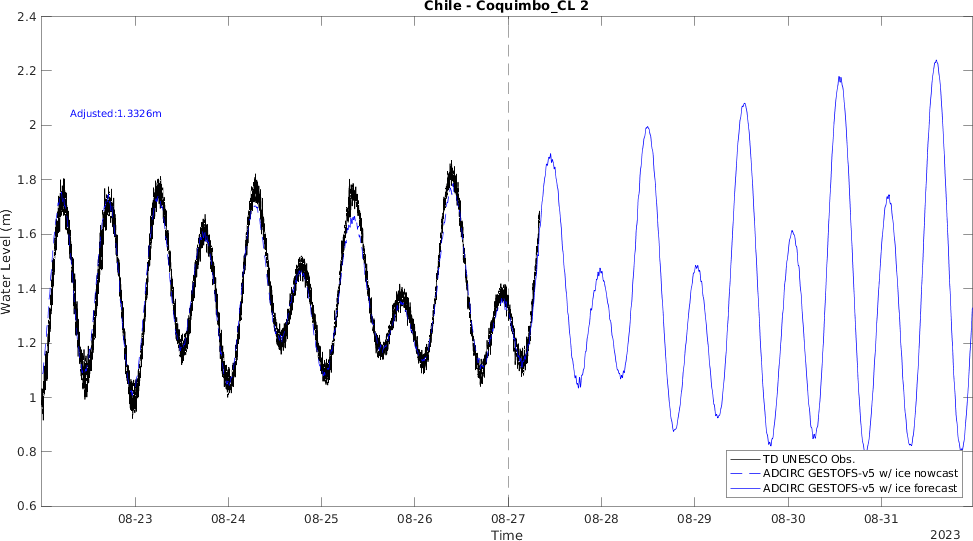 Chile - Coquimbo_CL 2
2.4
2.2
2
1.8
1.6
1.4
1.2
1
0.8
0.6
Water Level (m)
Adjusted:1.3326m
TD UNESCO Obs.
ADCIRC GESTOFS-v5 w/ ice nowcast
ADCIRC GESTOFS-v5 w/ ice forecast
08-23 08-24 08-25 08-26 08-27 08-28 08-29 08-30 08-31
Time
2023